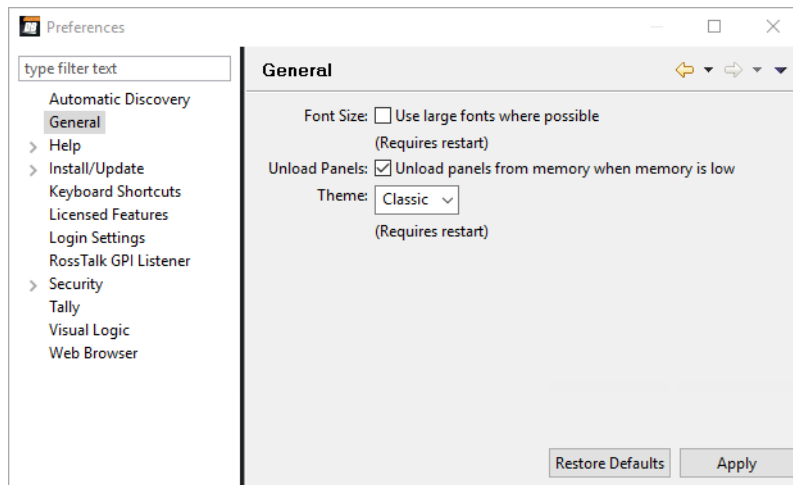 Preferences
type filter text
Automatic Discovery
General
Help
Install/Update
Keyboard Shortcuts
Licensed Features
Login Settings
RossTalk GPI Listener
Security
Tally
Visual Logic
Web Browser
General
Font Size: Use large fonts where possible
(Requires restart)
Unload Panels: Unload panels from memory when memory is low
Theme: Classic
(Requires restart)
Restore Defaults Apply